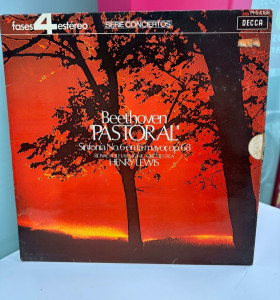 fases 4 estéreo
SERIE CONCIERTOS
DECCA
Beethoven
'PASTORAL'
Sinfonía No. 6 en fa mayor, op. 68
ROYAL PHILHARMONIC ORCHESTRA
HENRY LEWIS